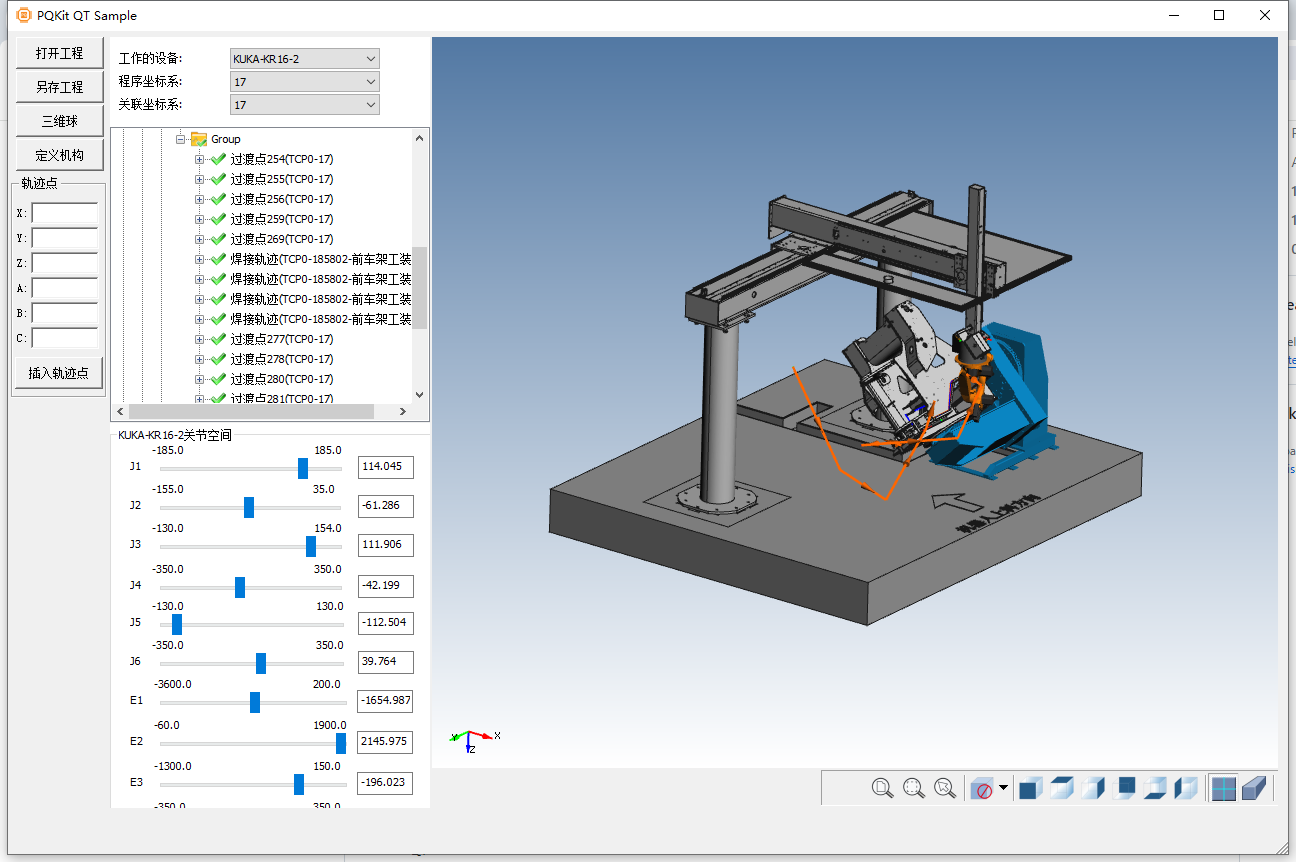 PQKit QT Sample
打开工程
另存工程
三维球
定义机构
轨迹点
X:
Y:
Z:
A:
B:
C:
插入轨迹点
工作的设备: KUKA-KR16-2
程序坐标系: 17
关联坐标系: 17
Group
过渡点254(TCP0-17)
过渡点255(TCP0-17)
过渡点256(TCP0-17)
过渡点259(TCP0-17)
过渡点269(TCP0-17)
焊接轨迹(TCP0-185802-前车架工装
焊接轨迹(TCP0-185802-前车架工装
焊接轨迹(TCP0-185802-前车架工装
焊接轨迹(TCP0-185802-前车架工装
过渡点277(TCP0-17)
过渡点278(TCP0-17)
过渡点280(TCP0-17)
过渡点281(TCP0-17)
KUKA-KR16-2关节空间
-185.0 185.0
J1 114.045
-155.0 35.0
J2 -61.286
-130.0 154.0
J3 111.906
-350.0 350.0
J4 -42.199
-130.0 130.0
J5 -112.504
-350.0 350.0
J6 39.764
-3600.0 200.0
E1 -1654.987
-60.0 1900.0
E2 2145.975
-1300.0 150.0
E3 -196.023
-350.0 350.0
Y X
Z